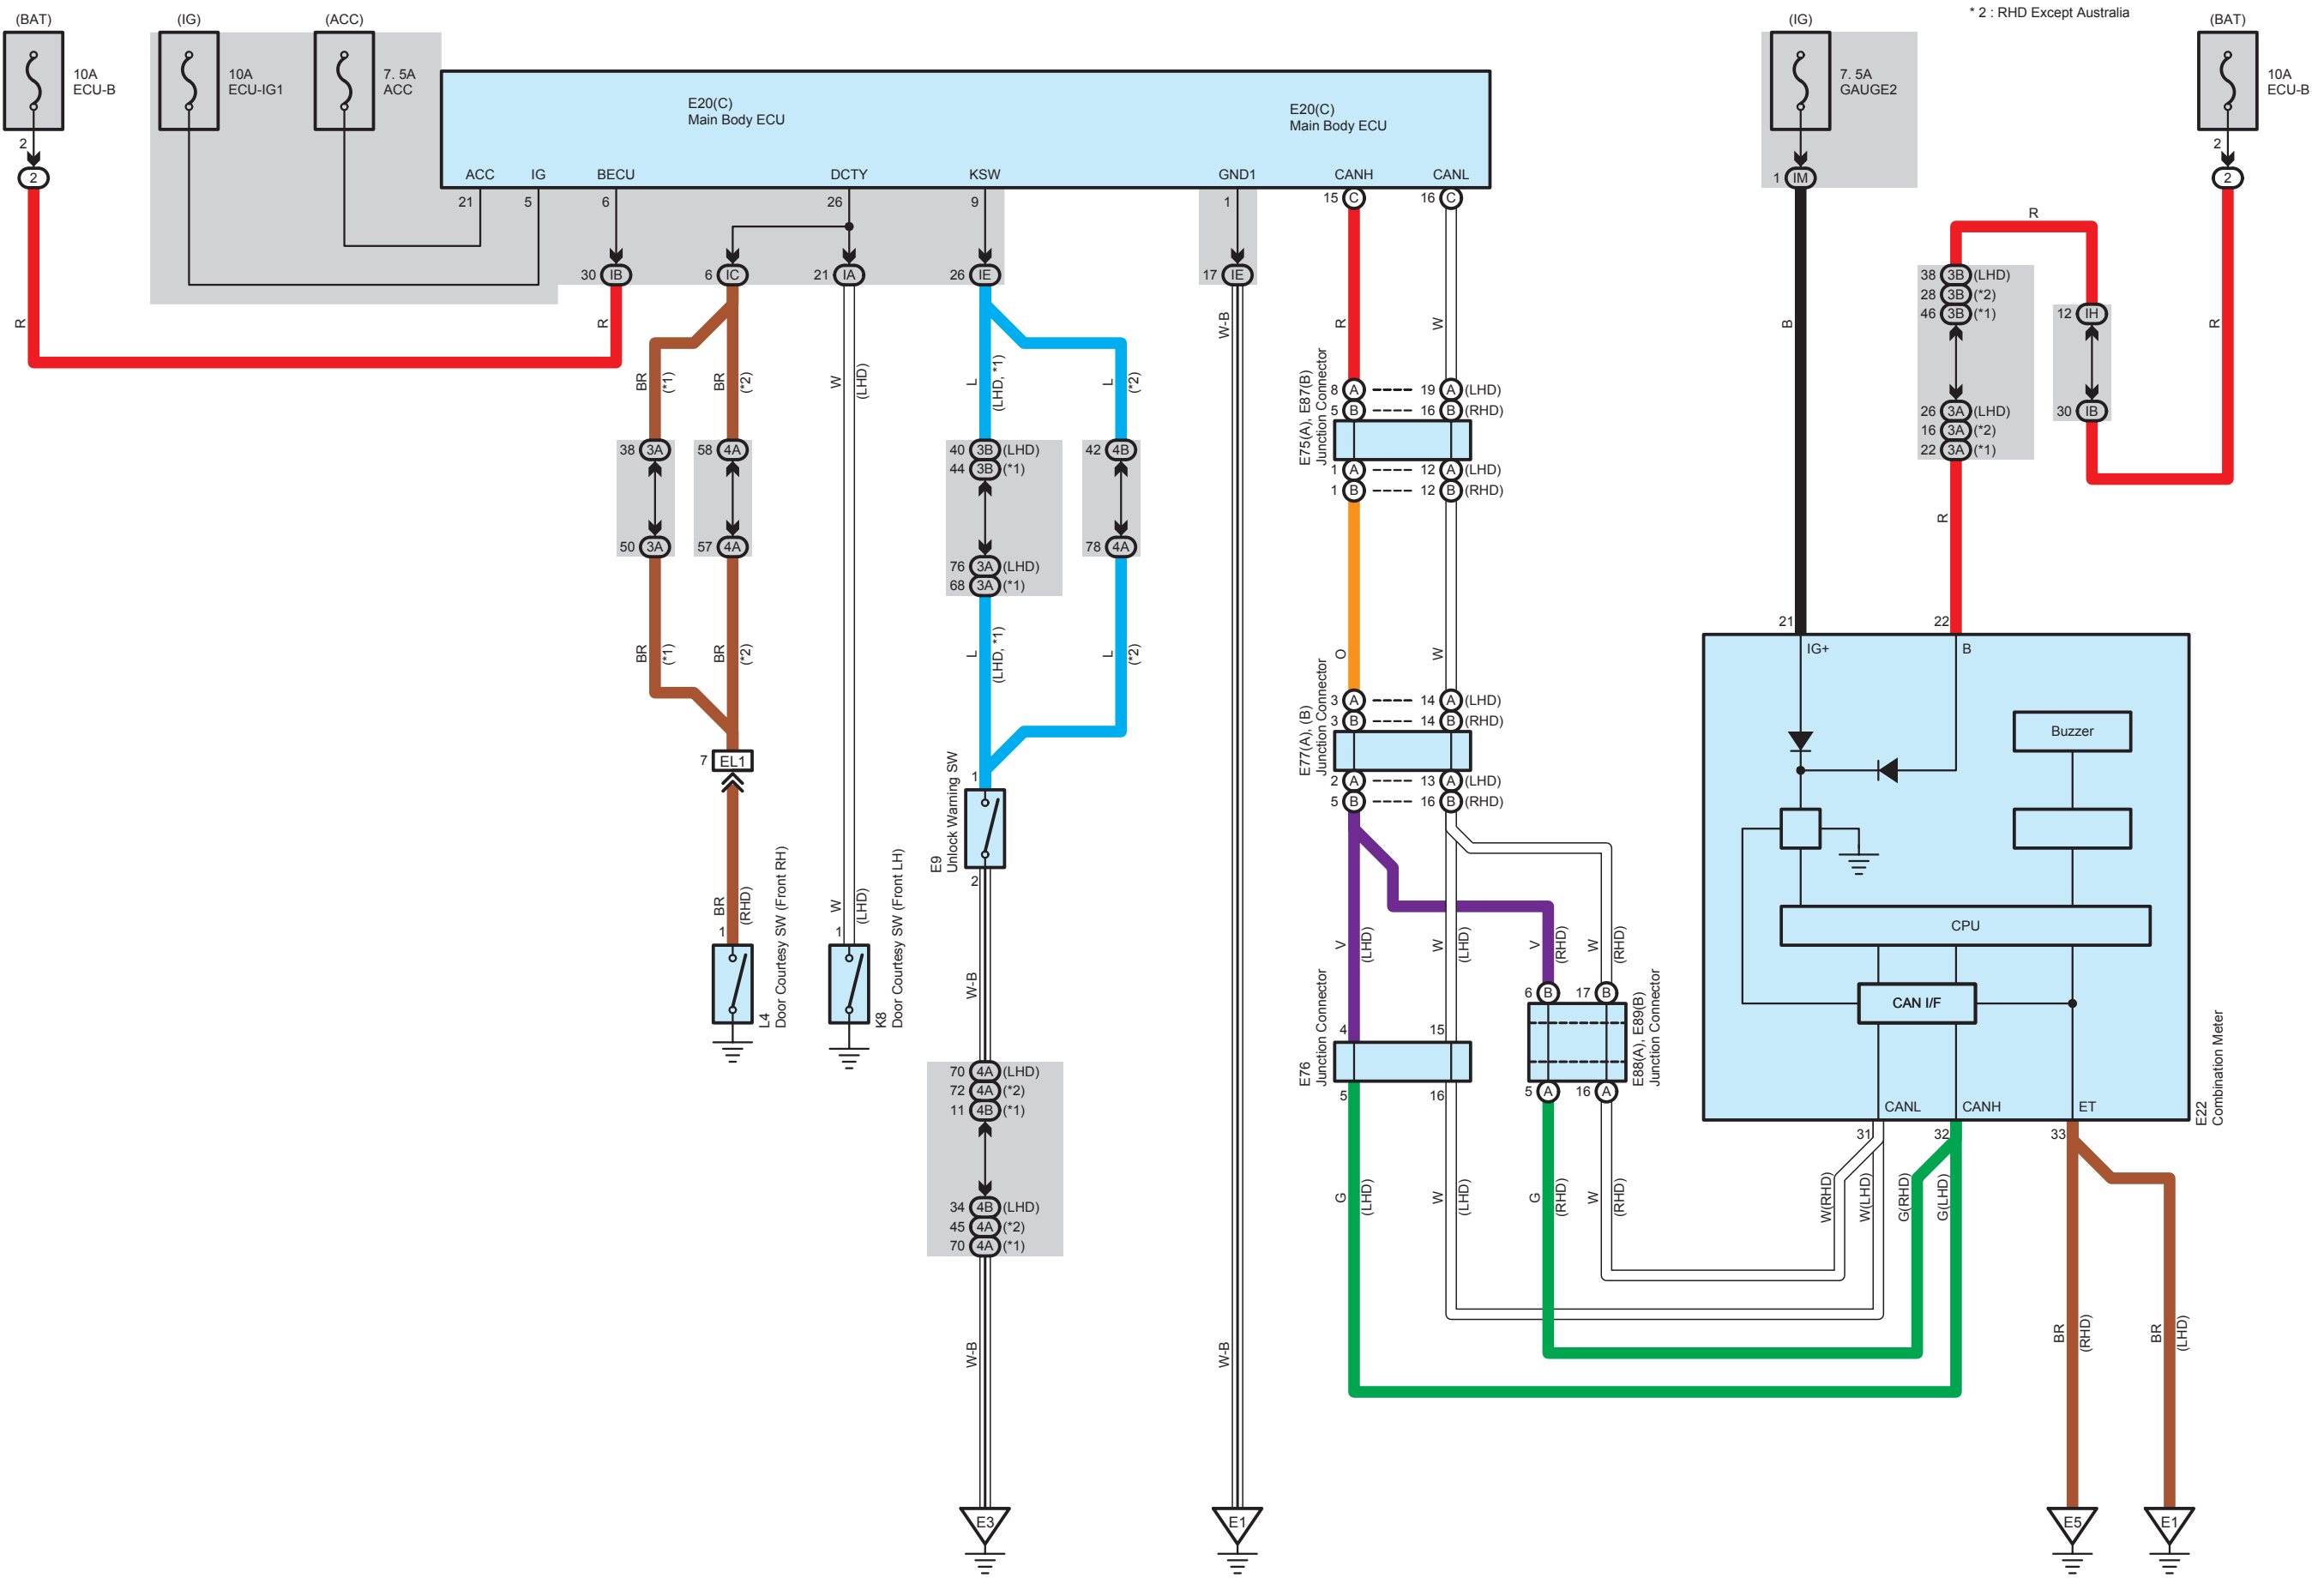 (BAT)
(IG)
(ACC)
(IG)
* 2 : RHD Except Australia
(BAT)
10A
ECU-B
10A
ECU-IG1
7. 5A
ACC
E20(C)
Main Body ECU
E20(C)
Main Body ECU
7. 5A
GAUGE2
10A
ECU-B
2
2
ACC
IG
BECU
DCTY
KSW
GND1
CANH
CANL
1 IM
2
2
21
5
6
26
9
1
15 C
16 C
R
30 IB
6 IC
21 IA
26 IE
17 IE
38 3B (LHD)
28 3B (*2)
46 3B (*1)
12 IH
R
R
BR
(*1)
BR
(*2)
W
(LHD)
L
(LHD, *1)
L
(*2)
W-B
R
W
B
R
E75(A), E87(B)
Junction Connector
8 A
19 A (LHD)
5 B
16 B (RHD)
1 A
12 A (LHD)
1 B
12 B (RHD)
26 3A (LHD)
16 3A (*2)
22 3A (*1)
30 IB
38 3A
58 4A
40 3B (LHD)
44 3B (*1)
42 4B
50 3A
57 4A
76 3A (LHD)
68 3A (*1)
78 4A
R
BR
(*1)
BR
(*2)
L
(LHD, *1)
L
(*2)
O
W
E77(A), (B)
Junction Connector
3 A
14 A (LHD)
3 B
14 B (RHD)
2 A
13 A (LHD)
5 B
16 B (RHD)
21
22
IG+
B
Buzzer
CPU
CAN I/F
CANL
CANH
ET
31
32
33
E22
Combination Meter
7 EL1
1
E9
Unlock Warning SW
2
BR
(RHD)
1
L4
Door Courtesy SW (Front RH)
W
(LHD)
1
K8
Door Courtesy SW (Front LH)
W-B
V
(LHD)
W
(LHD)
V
(RHD)
W
(RHD)
E76
Junction Connector
4
15
5
16
6 B
17 B
5 A
16 A
E88(A), E89(B)
Junction Connector
70 4A (LHD)
72 4A (*2)
11 4B (*1)
34 4B (LHD)
45 4A (*2)
70 4A (*1)
G
(LHD)
W
(LHD)
G
(RHD)
W
(RHD)
W(RHD)
W(LHD)
G(RHD)
G(LHD)
W-B
W-B
BR
(RHD)
BR
(LHD)
E3
E1
E5
E1